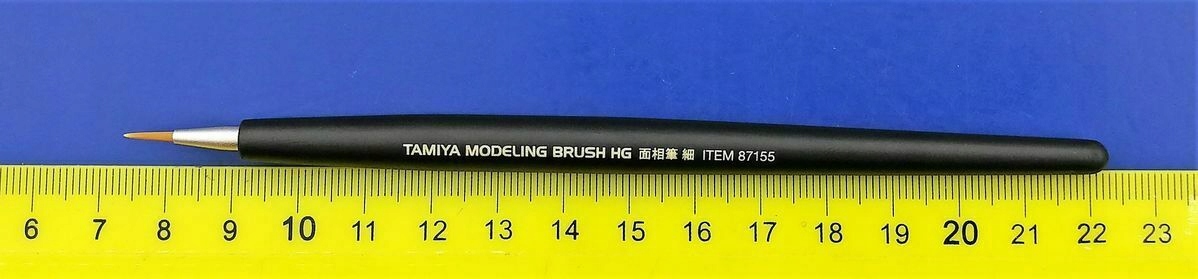 TAMIYA MODELING BRUSH HG 面相筆 細 ITEM 87155
6 7 8 9 10 11 12 13 14 15 16 17 18 19 20 21 22 23